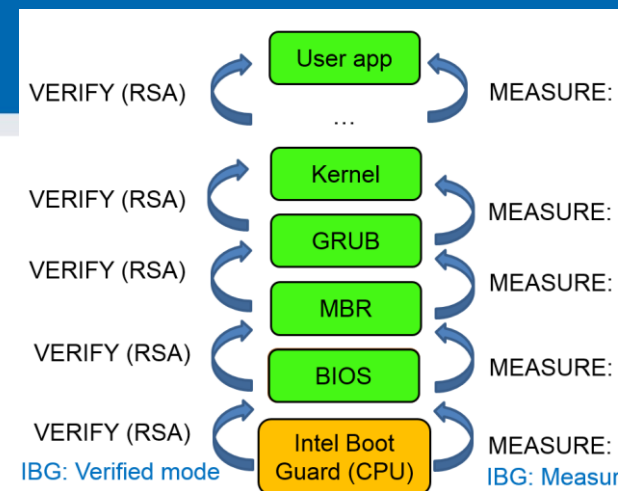 User app
VERIFY (RSA)
MEASURE:
...
Kernel
VERIFY (RSA)
MEASURE:
GRUB
VERIFY (RSA)
MEASURE:
MBR
VERIFY (RSA)
MEASURE:
BIOS
VERIFY (RSA)
MEASURE:
Intel Boot
Guard (CPU)
IBG: Verified mode
IBG: